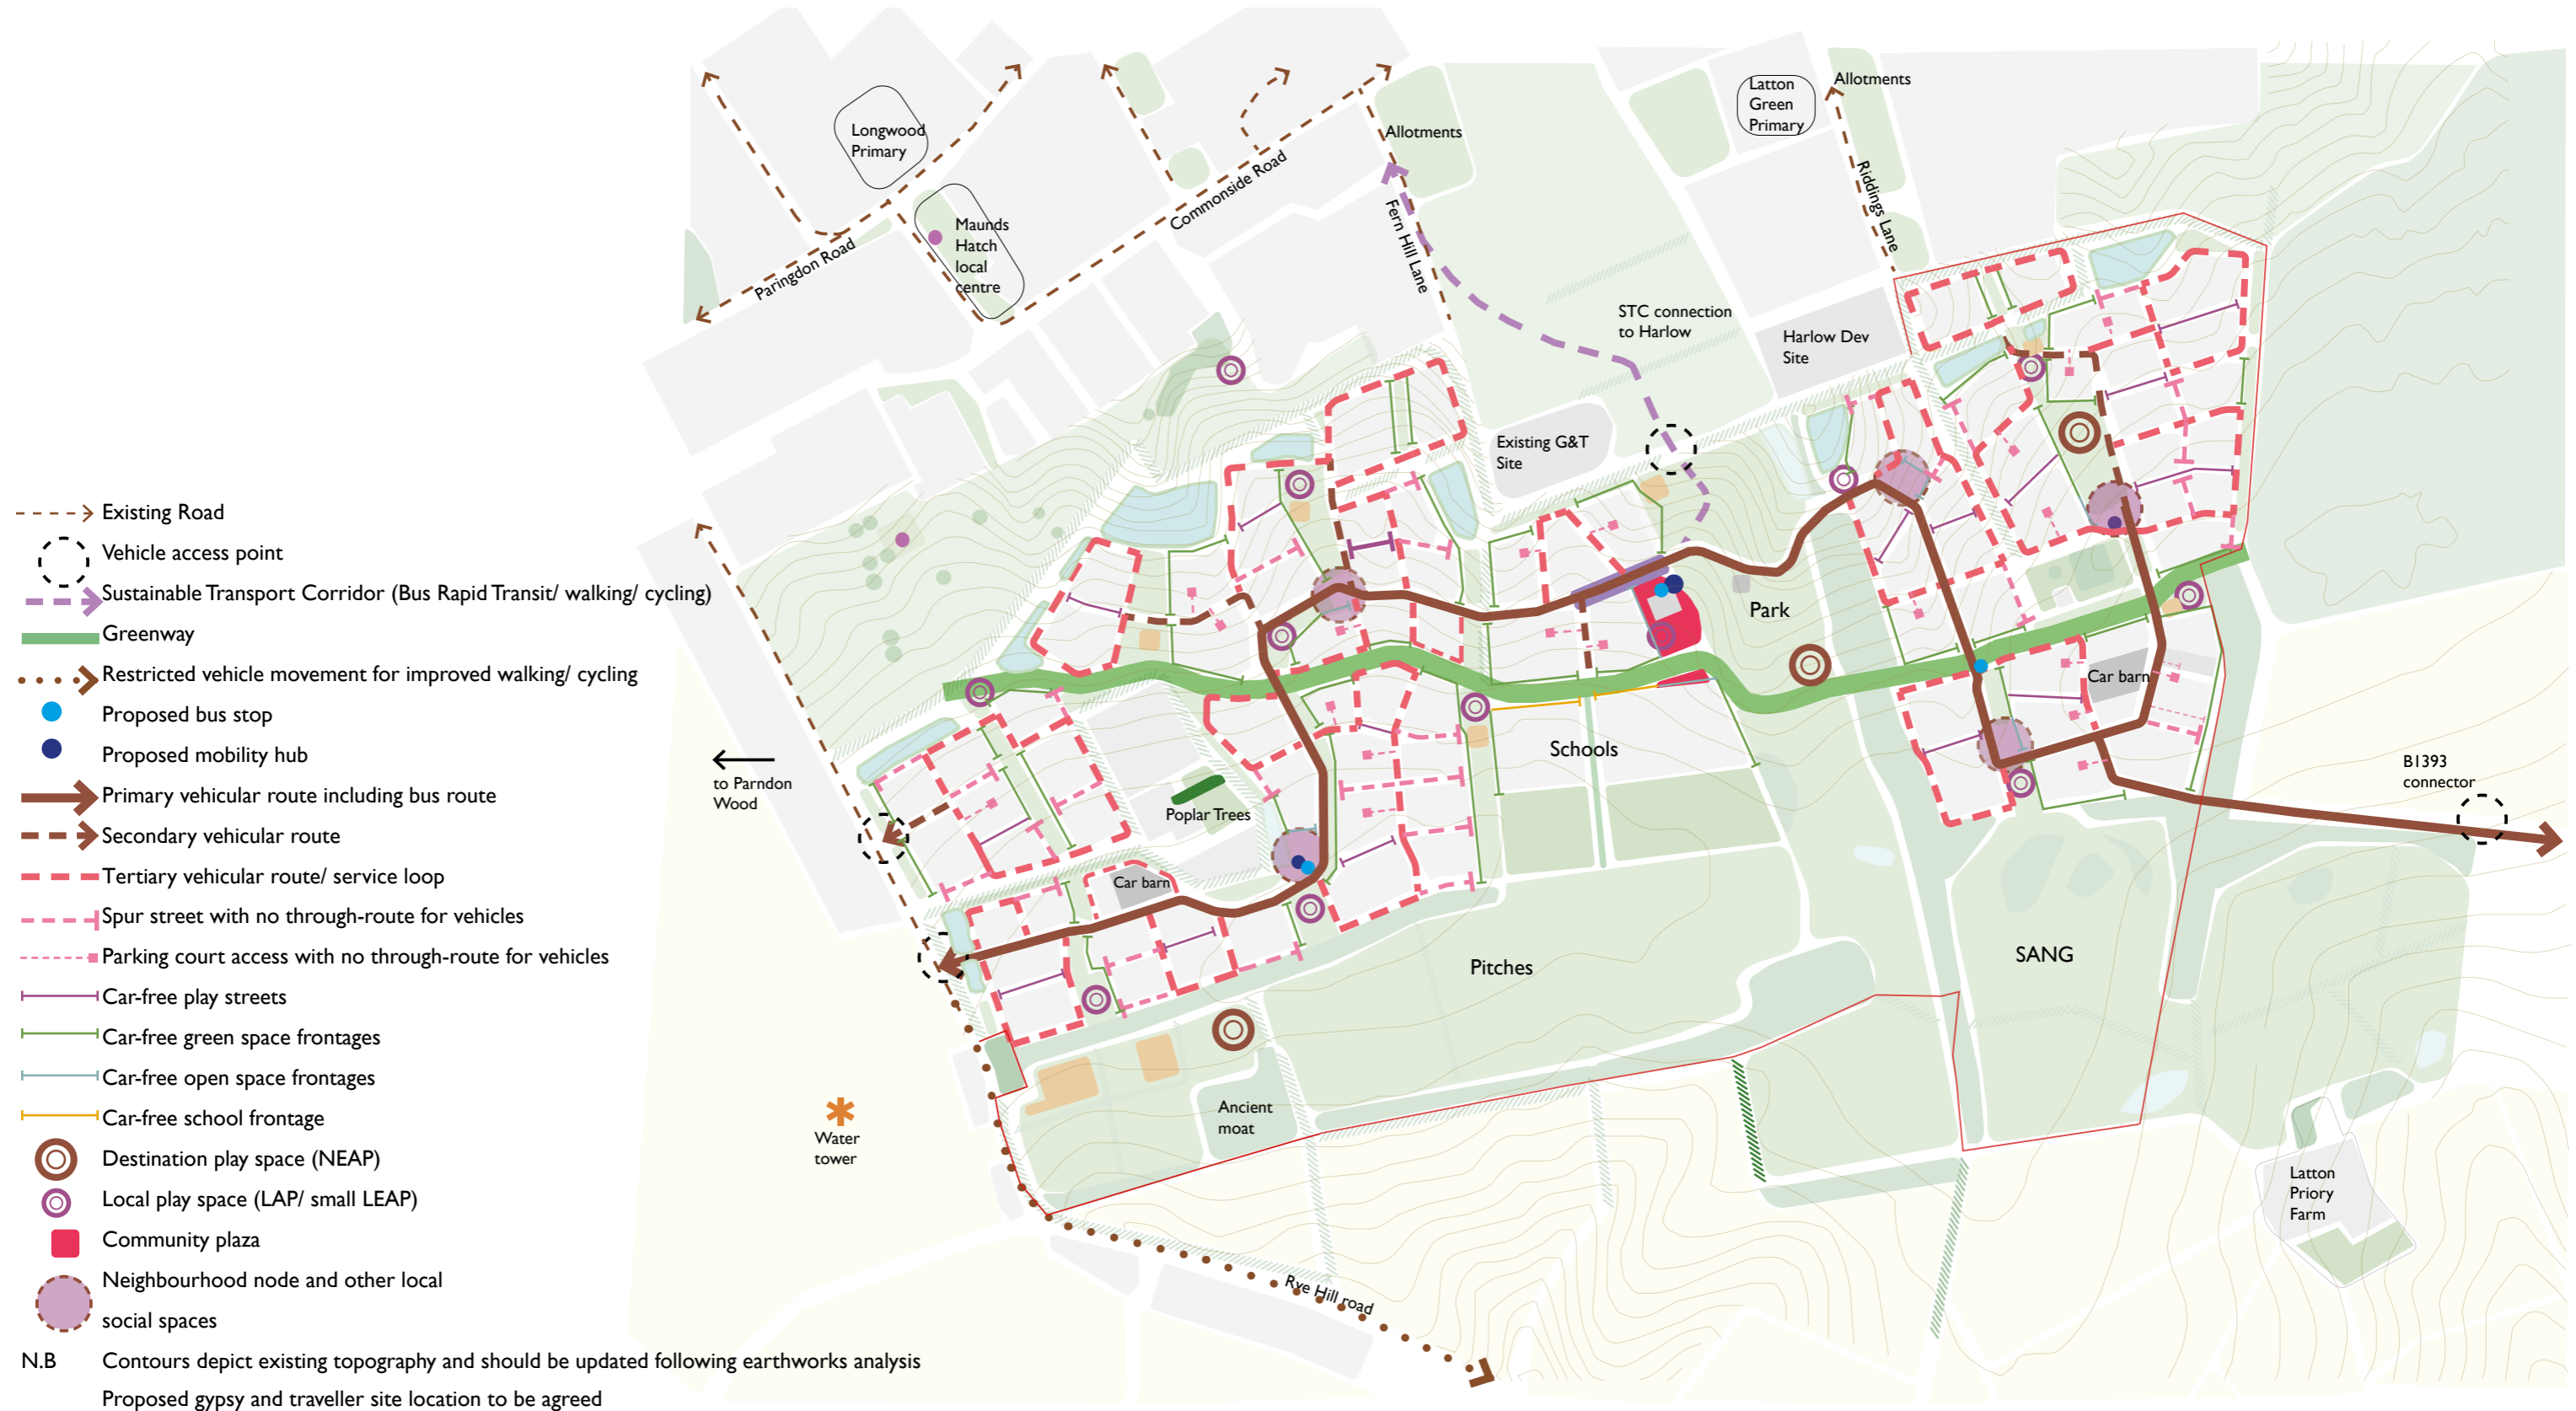 Existing Road
Vehicle access point
Sustainable Transport Corridor (Bus Rapid Transit/ walking/ cycling)
Greenway
Restricted vehicle movement for improved walking/ cycling
Proposed bus stop
Proposed mobility hub
Primary vehicular route including bus route
Secondary vehicular route
Tertiary vehicular route/ service loop
Spur street with no through-route for vehicles
Parking court access with no through-route for vehicles
Car-free play streets
Car-free green space frontages
Car-free open space frontages
Car-free school frontage
Destination play space (NEAP)
Local play space (LAP/ small LEAP)
Community plaza
Neighbourhood node and other local
social spaces
N.B Contours depict existing topography and should be updated following earthworks analysis
Proposed gypsy and traveller site location to be agreed
Longwood
Primary
Maunds
Hatch
local
centre
Paringdon Road
Commonside Road
Allotments
Fern Hill Lane
Latton
Green
Primary
Allotments
Riddings Lane
STC connection
to Harlow
Harlow Dev
Site
Existing G&T
Site
Park
Car barn
Schools
Poplar Trees
Car barn
to Parndon
Wood
B1393
connector
Pitches
SANG
Ancient
moat
Water
tower
Latton
Priory
Farm
Rye Hill road